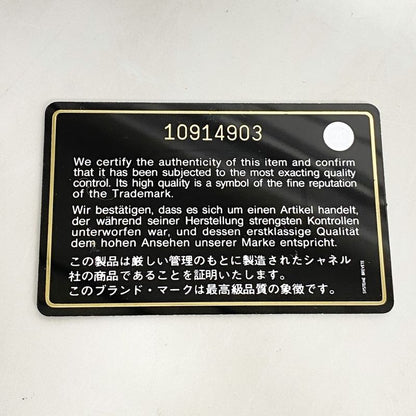 10914903
We certify the authenticity of this item and confirm
that it has been subjected to the most exacting quality
control. Its high quality is a symbol of the fine reputation
of the Trademark.
Wir bestätigen, dass es sich um einen Artikel handelt,
der während seiner Herstellung strengsten Kontrollen
unterworfen war, und dessen erstklassige Qualität
dem hohen Ansehen unserer Marke entspricht.
この製品は厳しい管理のもとに製造されたシャネル
社の商品であることを証明いたします。
このブランド・マークは最高級品質の象徴です。